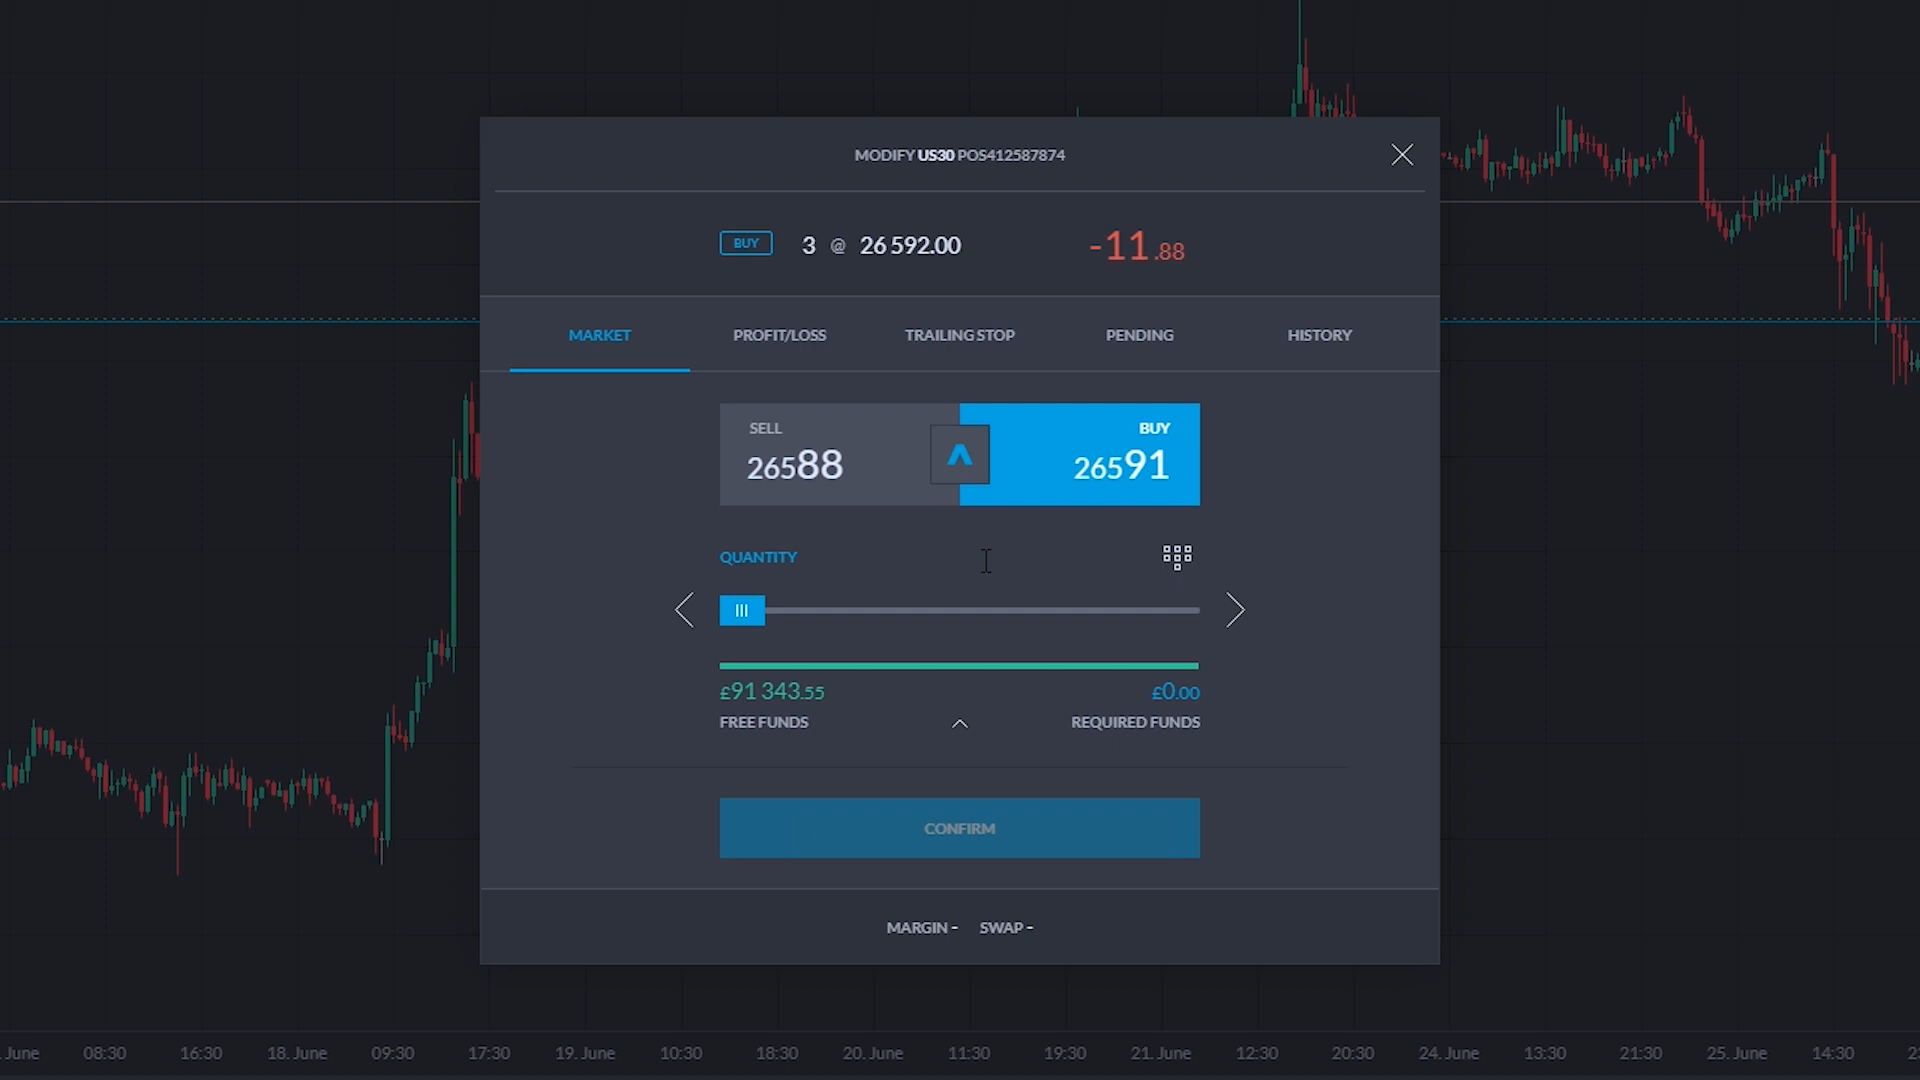 MODIFY US30 POS412587874
BUY 3 @ 26 592.00 -11.88
MARKET PROFIT/LOSS TRAILING STOP PENDING HISTORY
SELL BUY
26588 26591
QUANTITY
£91 343.55 £0.00
FREE FUNDS REQUIRED FUNDS
CONFIRM
MARGIN - SWAP -
June 08:30 16:30 18. June 09:30 17:30 19. June 10:30 18:30 20. June 11:30 19:30 21. June 12:30 20:30 24. June 13:30 21:30 25. June 14:30